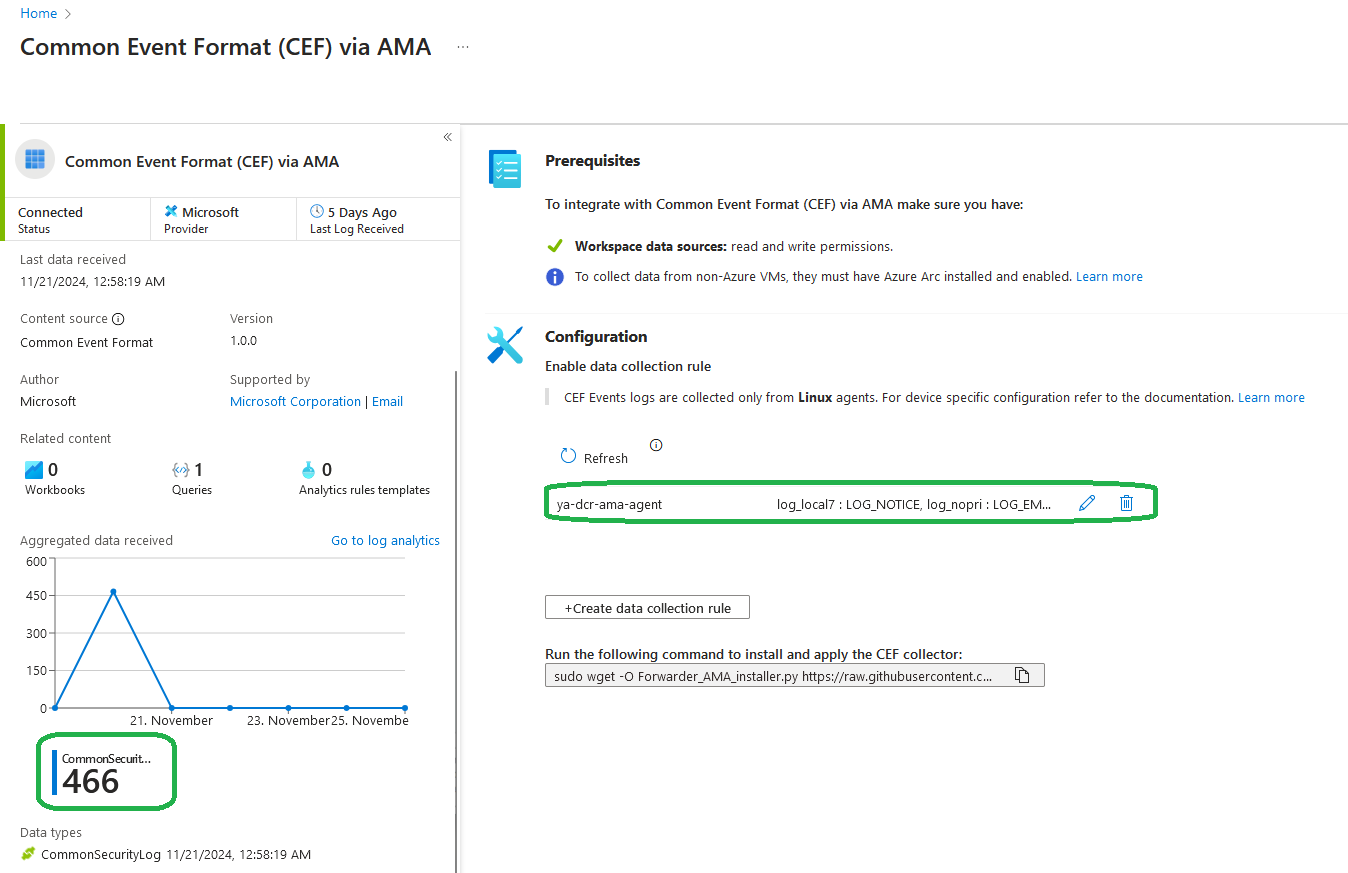 Home >
Common Event Format (CEF) via AMA ...
«
Common Event Format (CEF) via AMA
Connected
Status
Microsoft
Provider
5 Days Ago
Last Log Received
Last data received
11/21/2024, 12:58:19 AM
Content source
Common Event Format
Version
1.0.0
Author
Microsoft
Supported by
Microsoft Corporation | Email
Related content
0
Workbooks
1
Queries
0
Analytics rules templates
Aggregated data received
Go to log analytics
600
450
300
150
0
21. November
23. November
25. Novembe
CommonSecurit...
466
Data types
CommonSecurityLog 11/21/2024, 12:58:19 AM
Prerequisites
To integrate with Common Event Format (CEF) via AMA make sure you have:
Workspace data sources: read and write permissions.
To collect data from non-Azure VMs, they must have Azure Arc installed and enabled. Learn more
Configuration
Enable data collection rule
CEF Events logs are collected only from Linux agents. For device specific configuration refer to the documentation. Learn more
Refresh
ya-dcr-ama-agent log_local7 : LOG_NOTICE, log_nopri : LOG_EM...
+Create data collection rule
Run the following command to install and apply the CEF collector:
sudo wget -O Forwarder_AMA_installer.py https://raw.githubusercontent.c...